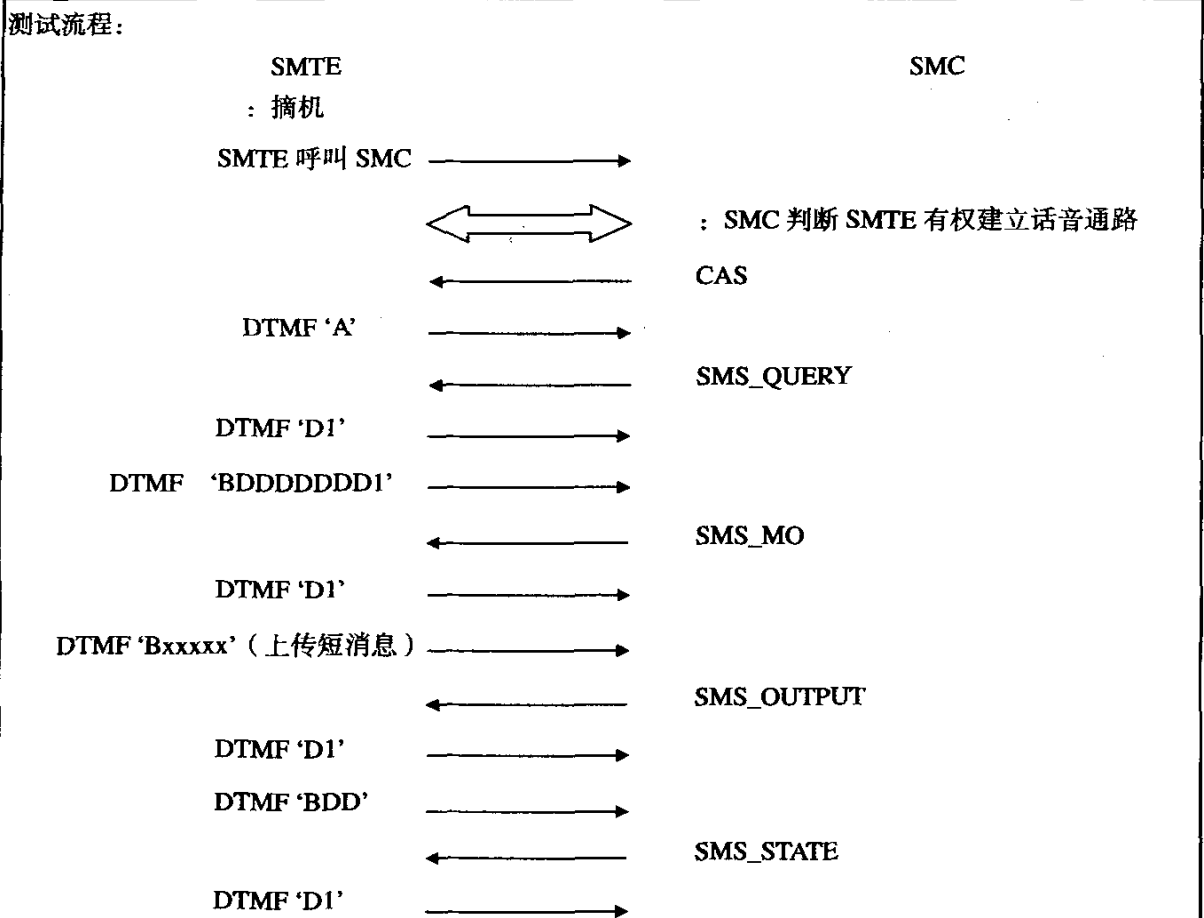 测试流程：
SMTE SMC
：摘机
SMTE 呼叫 SMC
：SMC 判断 SMTE 有权建立话音通路
CAS
DTMF ‘A’
SMS_QUERY
DTMF ‘D1’
DTMF ‘BDDDDDDD1’
SMS_MO
DTMF ‘D1’
DTMF ‘Bxxxxx’（上传短消息）
SMS_OUTPUT
DTMF ‘D1’
DTMF ‘BDD’
SMS_STATE
DTMF ‘D1’